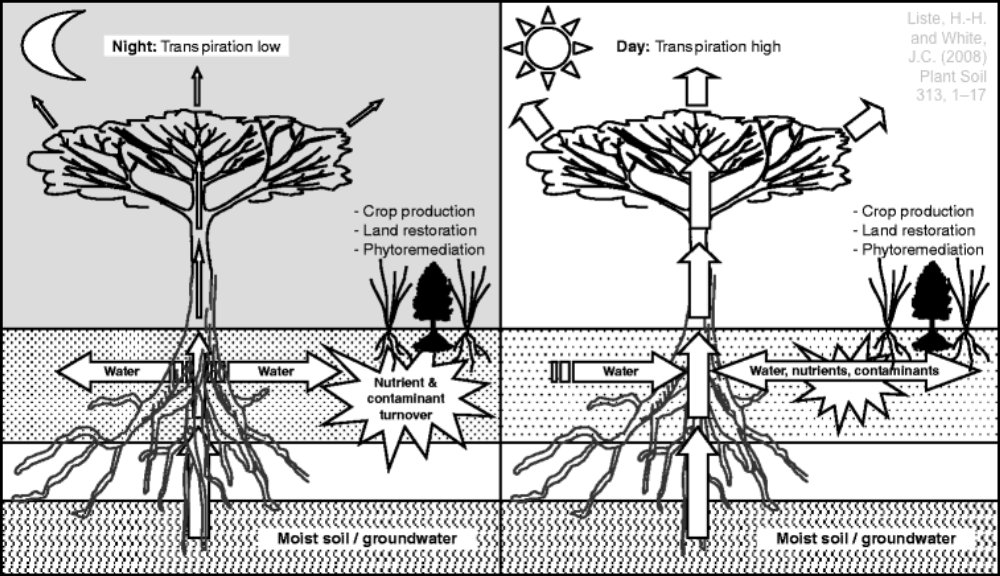 Night: Transpiration low
- Crop production
- Land restoration
- Phytoremediation
Water
Water
Nutrient &
contaminant
turnover
Moist soil / groundwater
Day: Transpiration high
Liste, H.-H.
and White,
J.C. (2008)
Plant Soil
313, 1–17
- Crop production
- Land restoration
- Phytoremediation
Water
Water, nutrients, contaminants
Moist soil / groundwater